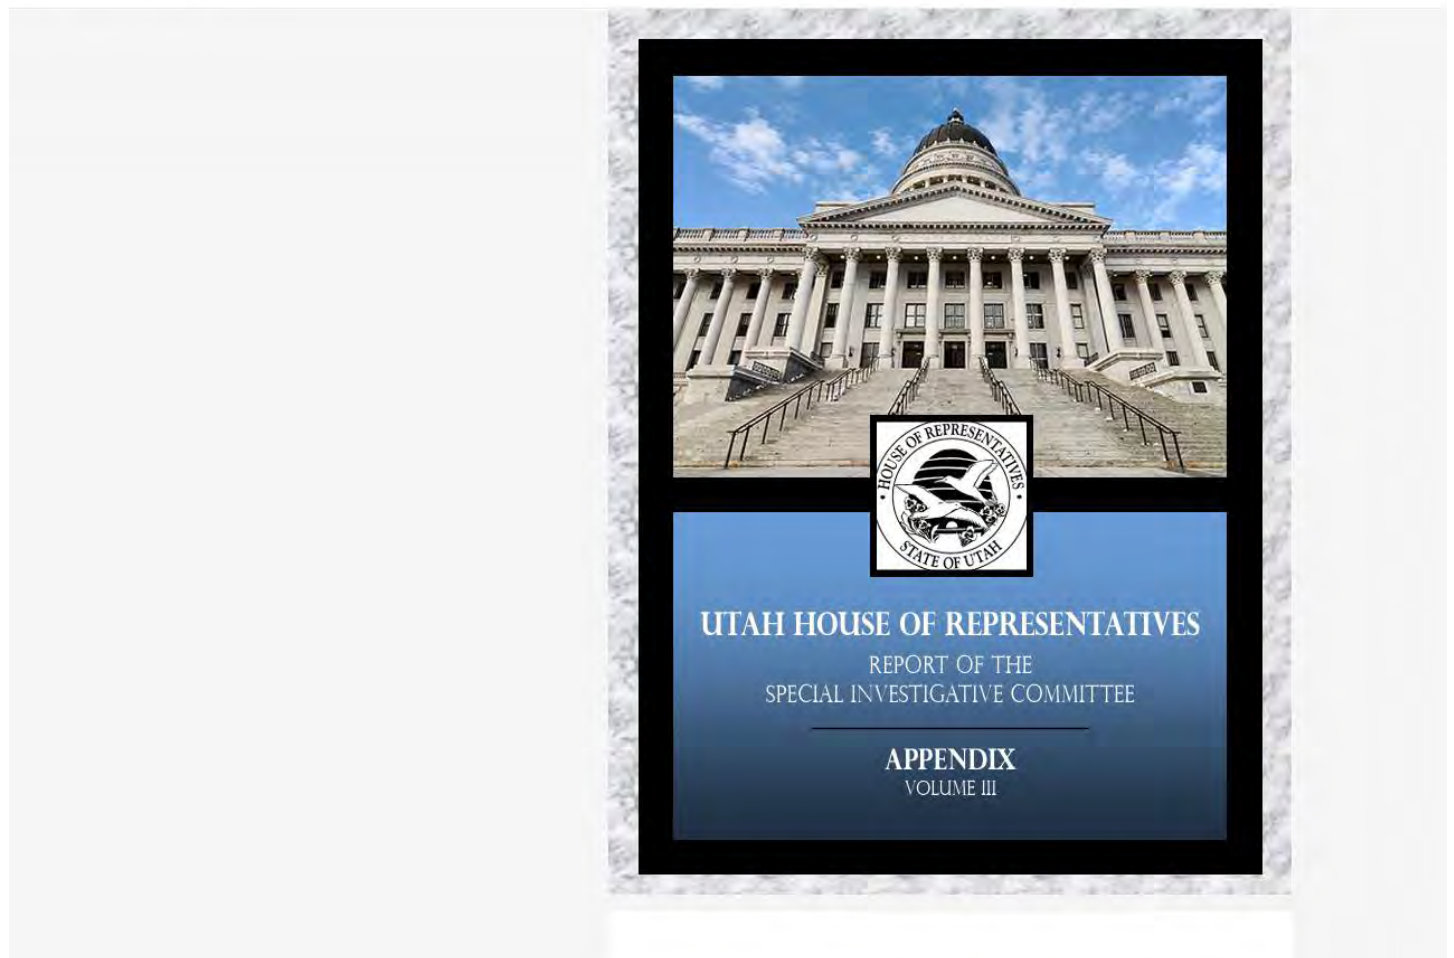 HOUSE OF REPRESENTATIVES
STATE OF UTAH
UTAH HOUSE OF REPRESENTATIVES
REPORT OF THE
SPECIAL INVESTIGATIVE COMMITTEE
APPENDIX
VOLUME III